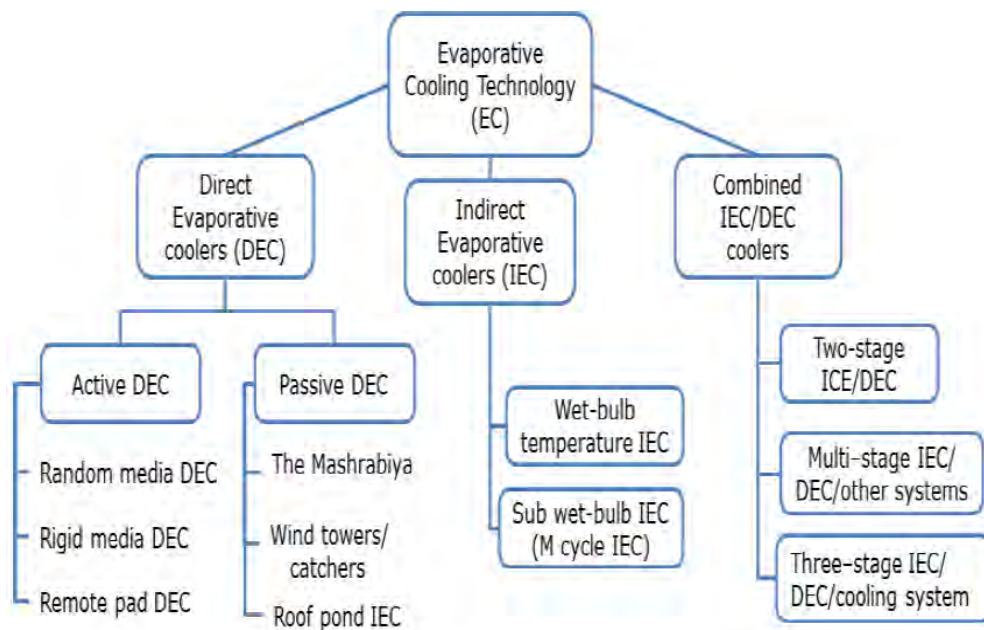 Evaporative
Cooling Technology
(EC)
Direct
Evaporative
coolers (DEC)
Indirect
Evaporative
coolers (IEC)
Combined
IEC/DEC
coolers
Active DEC
Random media DEC
Rigid media DEC
Remote pad DEC
Passive DEC
The Mashrabiya
Wind towers/
catchers
Roof pond IEC
Wet-bulb
temperature IEC
Sub wet-bulb IEC
(M cycle IEC)
Two-stage
ICE/DEC
Multi-stage IEC/
DEC/other systems
Three-stage IEC/
DEC/cooling system